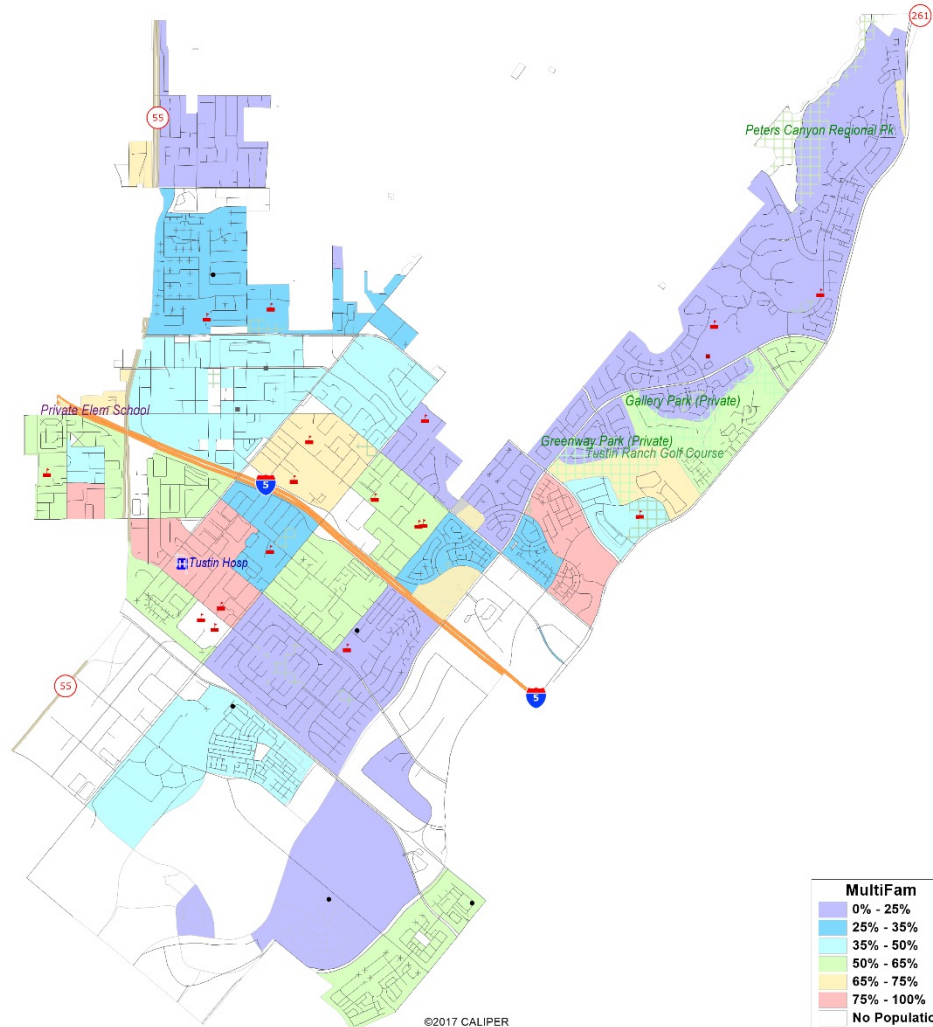 261
55
Peters Canyon Regional Pk
Private Elem School
Gallery Park (Private)
Greenway Park (Private)
Tustin Ranch Golf Course
5
Tustin Hosp
H
55
5
MultiFam
0% - 25%
25% - 35%
35% - 50%
50% - 65%
65% - 75%
75% - 100%
No Populatio
©2017 CALIPER